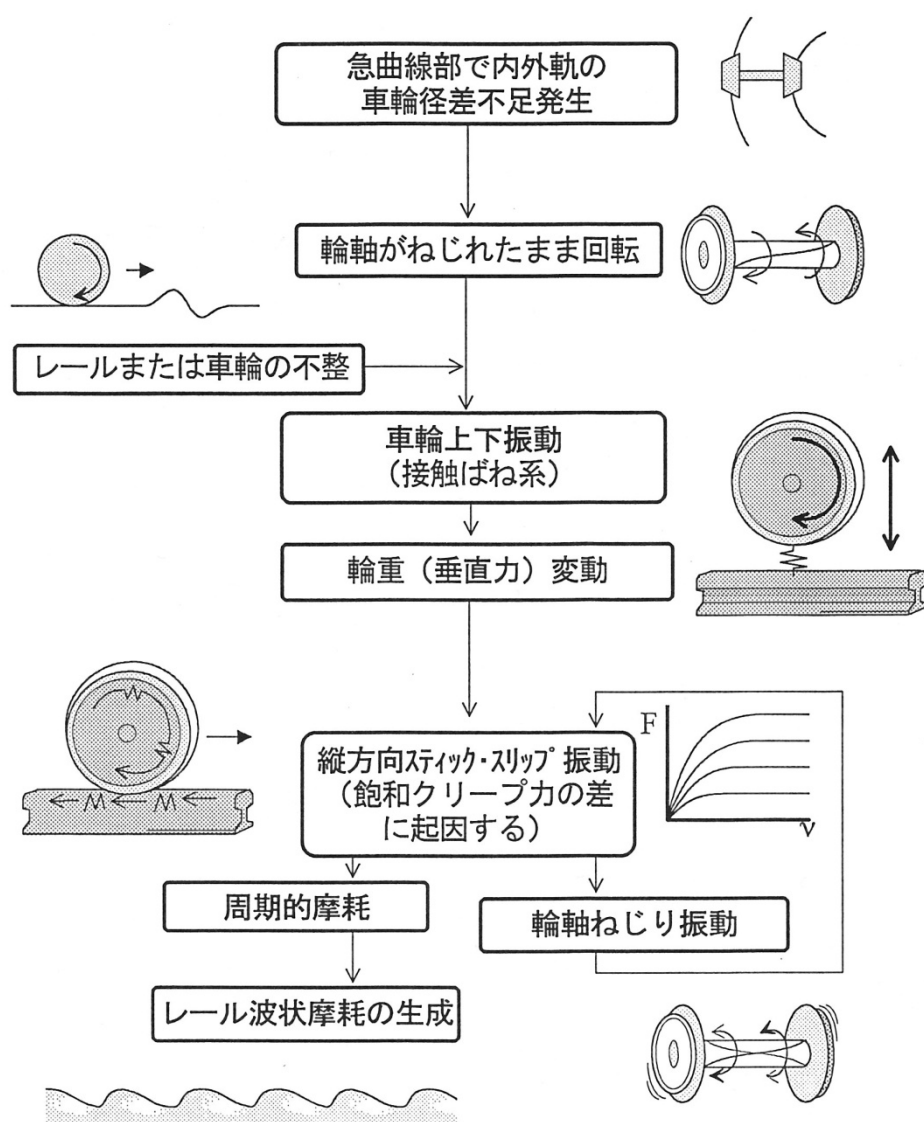 急曲線部で内外軌の
車輪径差不足発生
輪軸がねじれたまま回転
レールまたは車輪の不整
車輪上下振動
(接触ばね系)
輪重（垂直力）変動
縦方向ｽﾃｨｯｸ・ｽﾘｯﾌﾟ振動
(飽和クリープ力の差
に起因する)
F
ν
周期的摩耗
輪軸ねじり振動
レール波状摩耗の生成